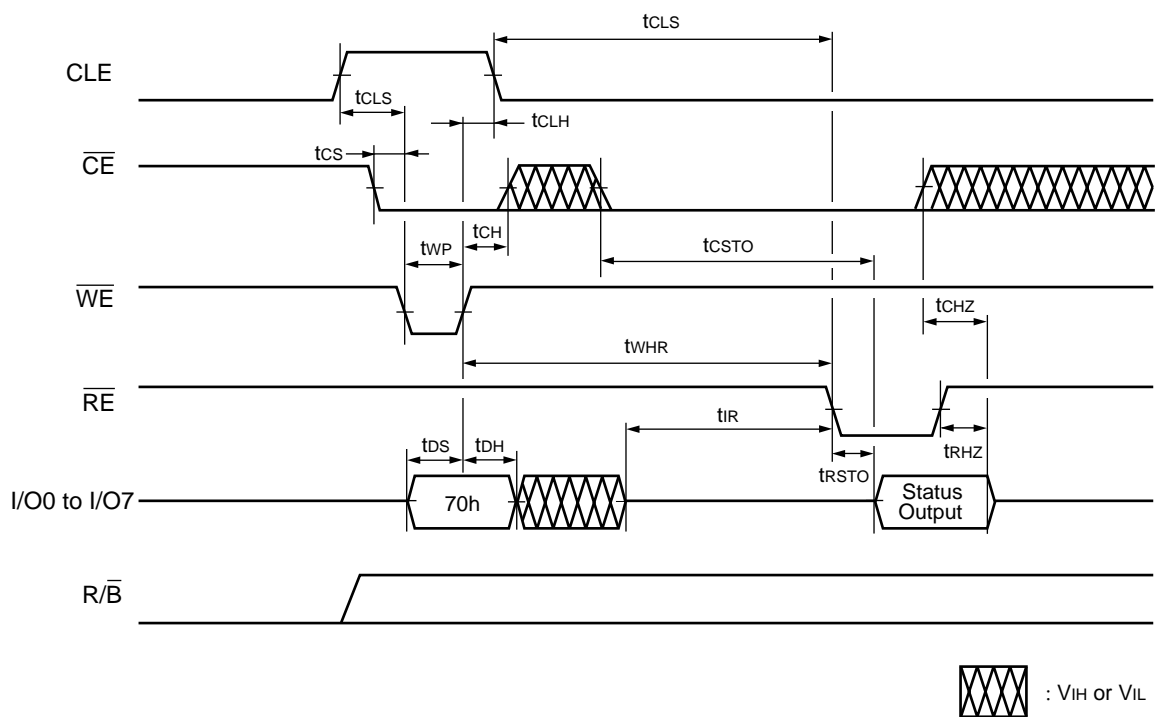 tCLS
CLE
tCLS
tCLH
tCS
CE
tCH
tWP
tCSTO
WE
tCHZ
tWHR
RE
tIR
tDS
tDH
tRHZ
tRSTO
I/O0 to I/O7
70h
Status
Output
R/B
: VIH or VIL